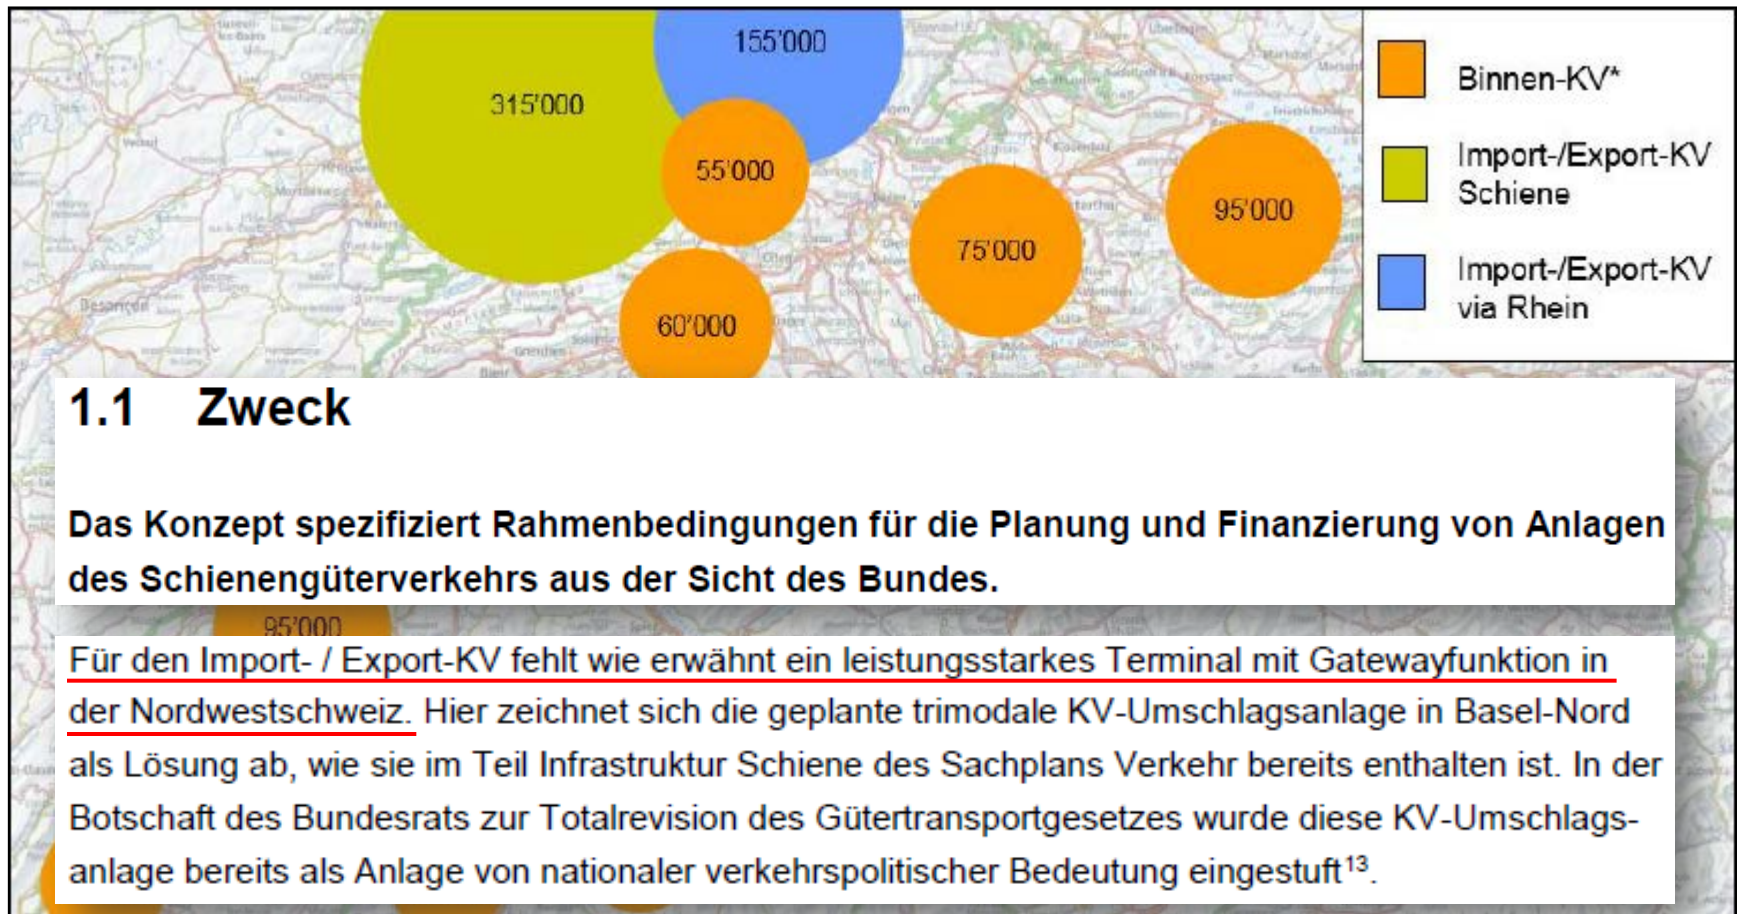 155'000
315'000
55'000
95'000
75'000
60'000
Besançon
Binnen-KV*
Import-/Export-KV
Schiene
Import-/Export-KV
via Rhein
1.1 Zweck
Das Konzept spezifiziert Rahmenbedingungen für die Planung und Finanzierung von Anlagen
des Schienengüterverkehrs aus der Sicht des Bundes.
95'000
Für den Import- / Export-KV fehlt wie erwähnt ein leistungsstarkes Terminal mit Gatewayfunktion in
der Nordwestschweiz. Hier zeichnet sich die geplante trimodale KV-Umschlagsanlage in Basel-Nord
als Lösung ab, wie sie im Teil Infrastruktur Schiene des Sachplans Verkehr bereits enthalten ist. In der
Botschaft des Bundesrats zur Totalrevision des Gütertransportgesetzes wurde diese KV-Umschlags-
anlage bereits als Anlage von nationaler verkehrspolitischer Bedeutung eingestuft¹³.